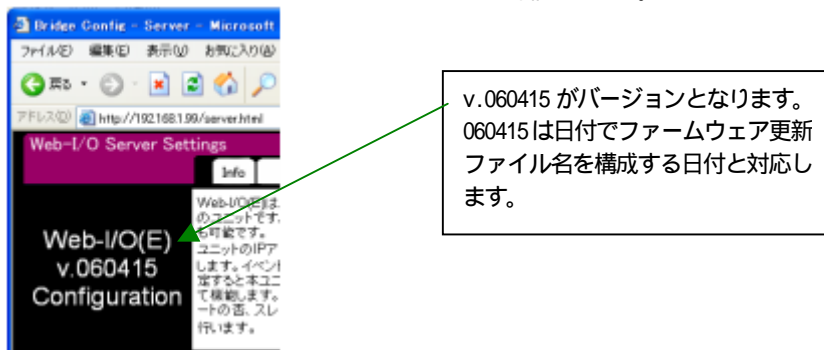 Bridge Config - Server - Microsoft
ファイル(E) 編集(E) 表示(V) お気に入り(A)
戻る
アドレス(D) http://192.168.1.99/server.html
Web-I/O Server Settings
Info
Web-I/O(E)は
のユニットです。
も可能です。
ユニットのIPア
します。イベント
定すると本ユニ
て機能します。
ートの否、スレ
行います。
Web-I/O(E)
v.060415
Configuration
v.060415 がバージョンとなります。
060415は日付でファームウェア更新
ファイル名を構成する日付と対応し
ます。